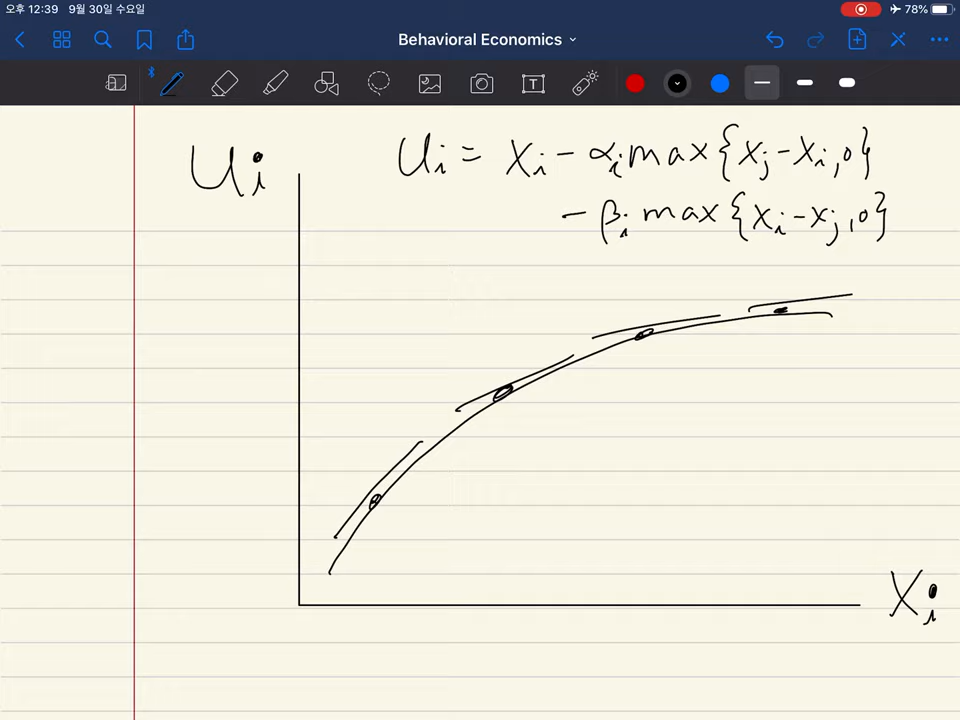 오후 12:39 9월 30일 수요일 78%
Behavioral Economics
T
Ui
Ui = Xi - αi max{Xj - Xi, 0}
- βi max{Xi - Xj, 0}
Xi